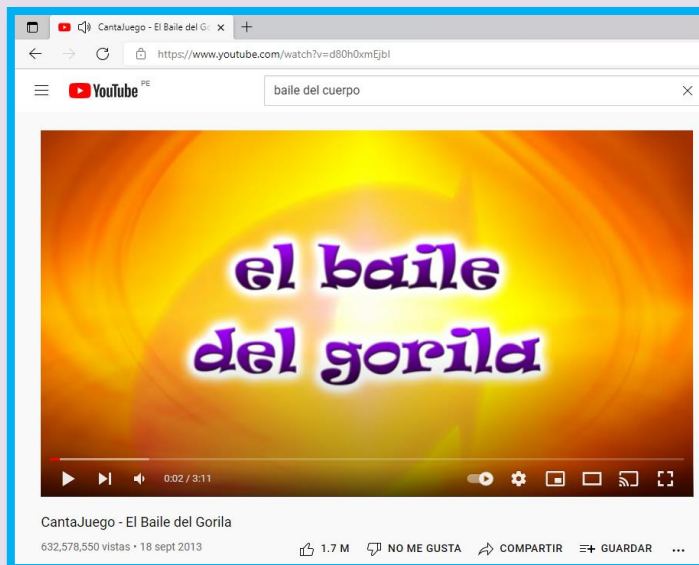 CantaJuego - El Baile del Go
https://www.youtube.com/watch?v=d80h0xmEjbI
YouTube PE
baile del cuerpo
el baile
del gorila
0:02 / 3:11
CantaJuego - El Baile del Gorila
632,578,550 vistas • 18 sept 2013
1.7 M NO ME GUSTA COMPARTIR GUARDAR ...